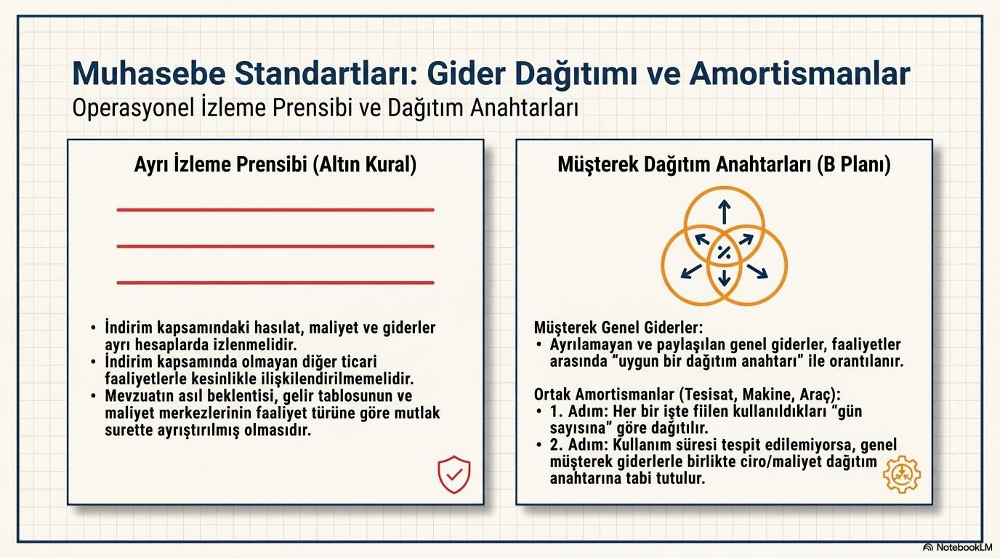 Muhasebe Standartları: Gider Dağıtımı ve Amortismanlar
Operasyonel İzleme Prensibi ve Dağıtım Anahtarları
Ayrı İzleme Prensibi (Altın Kural)
• İndirim kapsamındaki hasılat, maliyet ve giderler
ayrı hesaplarda izlenmelidir.
• İndirim kapsamında olmayan diğer ticari
faaliyetlerle kesinlikle ilişkilendirilmemelidir.
• Mevzuatın asıl beklentisi, gelir tablosunun ve
maliyet merkezlerinin faaliyet türüne göre mutlak
surette ayrıştırılmış olmasıdır.
Müşterek Dağıtım Anahtarları (B Planı)
%
Müşterek Genel Giderler:
• Ayrılamayan ve paylaşılan genel giderler, faaliyetler
arasında “uygun bir dağıtım anahtarı” ile orantılanır.
Ortak Amortismanlar (Tesisat, Makine, Araç):
• 1. Adım: Her bir işte fiilen kullanıldıkları “gün
sayısına” göre dağıtılır.
• 2. Adım: Kullanım süresi tespit edilemiyorsa, genel
müşterek giderlerle birlikte ciro/maliyet dağıtım
anahtarına tabi tutulur.
NotebookLM